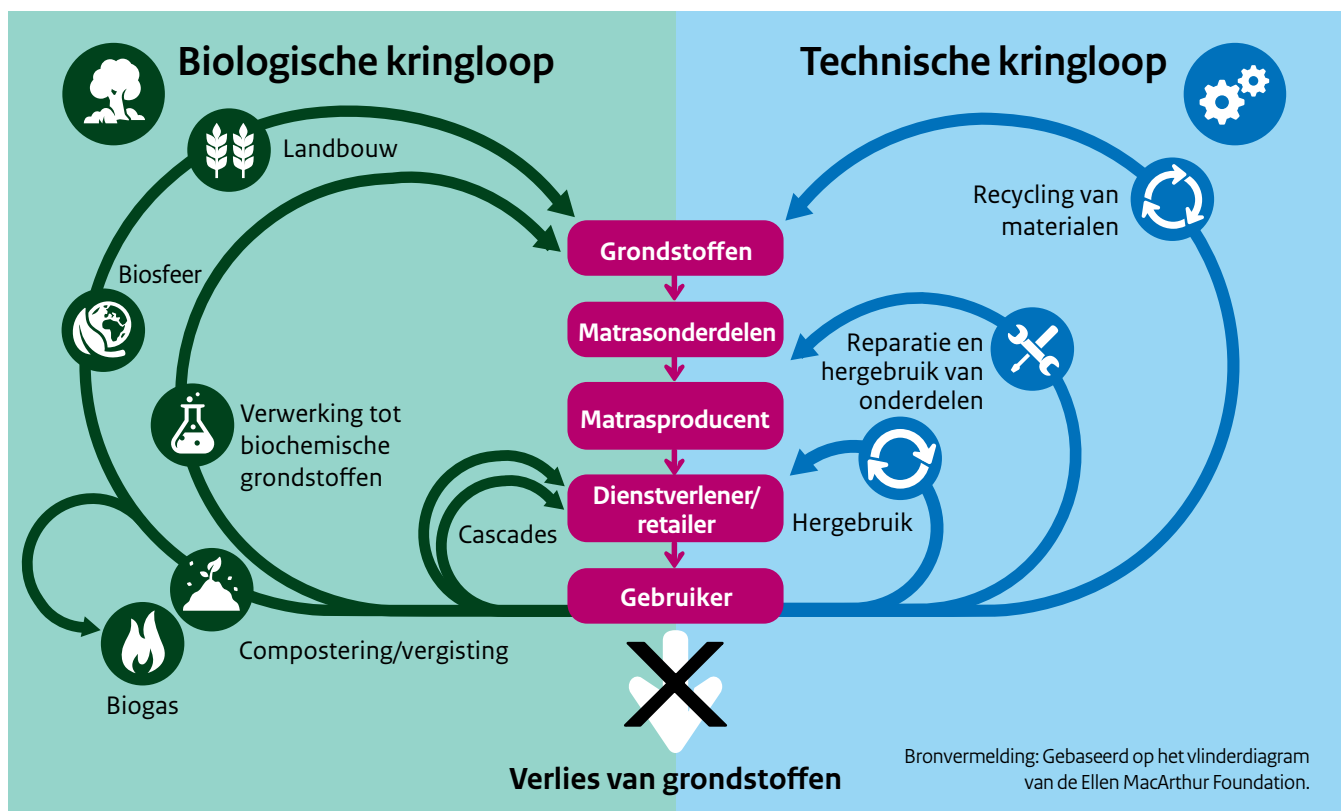 Biologische kringloop
Technische kringloop
Landbouw
Recycling van
materialen
Grondstoffen
Biosfeer
Matrasonderdelen
Reparatie en
hergebruik van
onderdelen
Verwerking tot
biochemische
grondstoffen
Matrasproducent
Dienstverlener/
retailer
Cascades
Hergebruik
Gebruiker
Compostering/vergisting
Biogas
Verlies van grondstoffen
Bronvermelding: Gebaseerd op het vlinderdiagram
van de Ellen MacArthur Foundation.